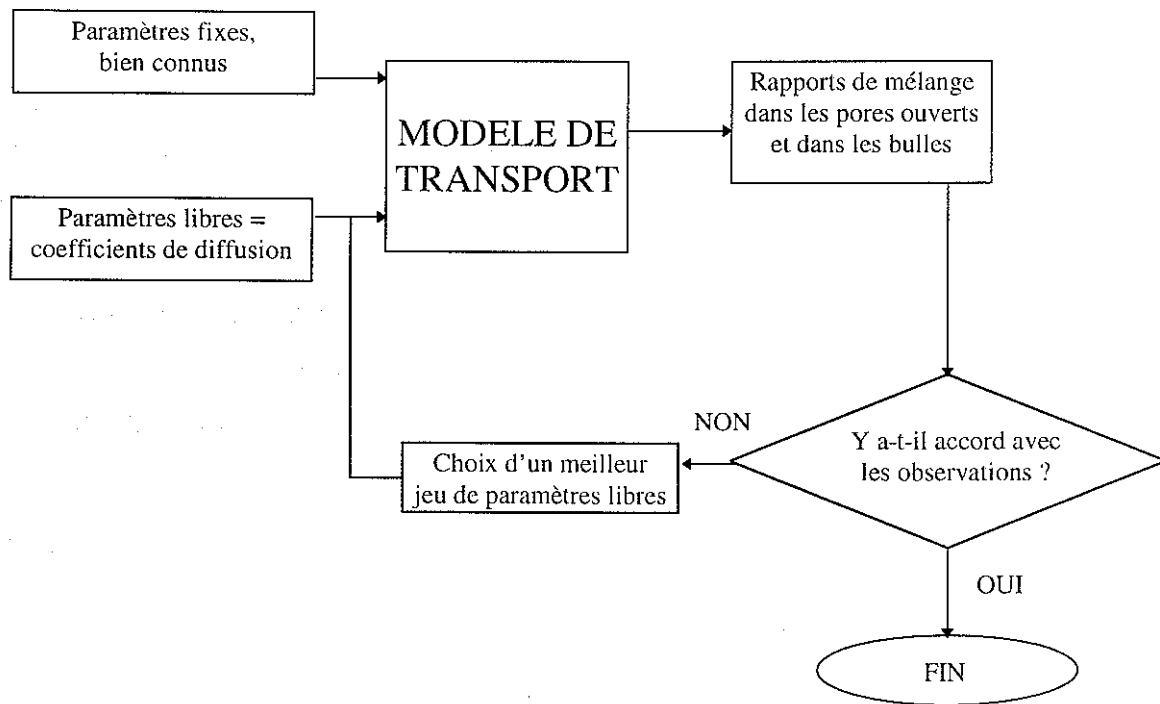 Paramètres fixes,
bien connus
MODELE DE
TRANSPORT
Rapports de mélange
dans les pores ouverts
et dans les bulles
Paramètres libres =
coefficients de diffusion
NON
Choix d'un meilleur
jeu de paramètres libres
Y a-t-il accord avec
les observations ?
OUI
FIN